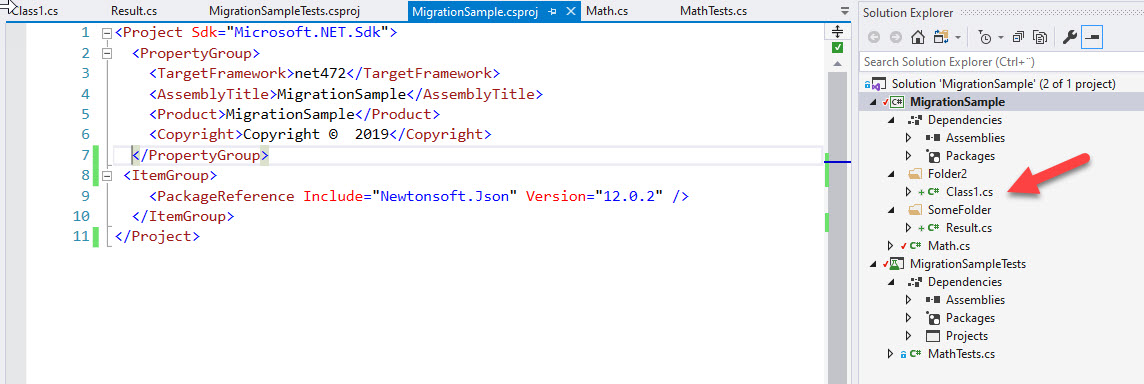 Class1.cs Result.cs MigrationSampleTests.csproj MigrationSample.csproj Math.cs MathTests.cs
1 <Project Sdk="Microsoft.NET.Sdk">
2 <PropertyGroup>
3 <TargetFramework>net472</TargetFramework>
4 <AssemblyTitle>MigrationSample</AssemblyTitle>
5 <Product>MigrationSample</Product>
6 <Copyright>Copyright ©  2019</Copyright>
7 </PropertyGroup>
8 <ItemGroup>
9 <PackageReference Include="Newtonsoft.Json" Version="12.0.2" />
10 </ItemGroup>
11 </Project>
Solution Explorer
Search Solution Explorer (Ctrl+¨)
Solution 'MigrationSample' (2 of 1 project)
C# MigrationSample
Dependencies
Assemblies
Packages
Folder2
C# Class1.cs
SomeFolder
C# Result.cs
C# Math.cs
MigrationSampleTests
Dependencies
Assemblies
Packages
Projects
C# MathTests.cs